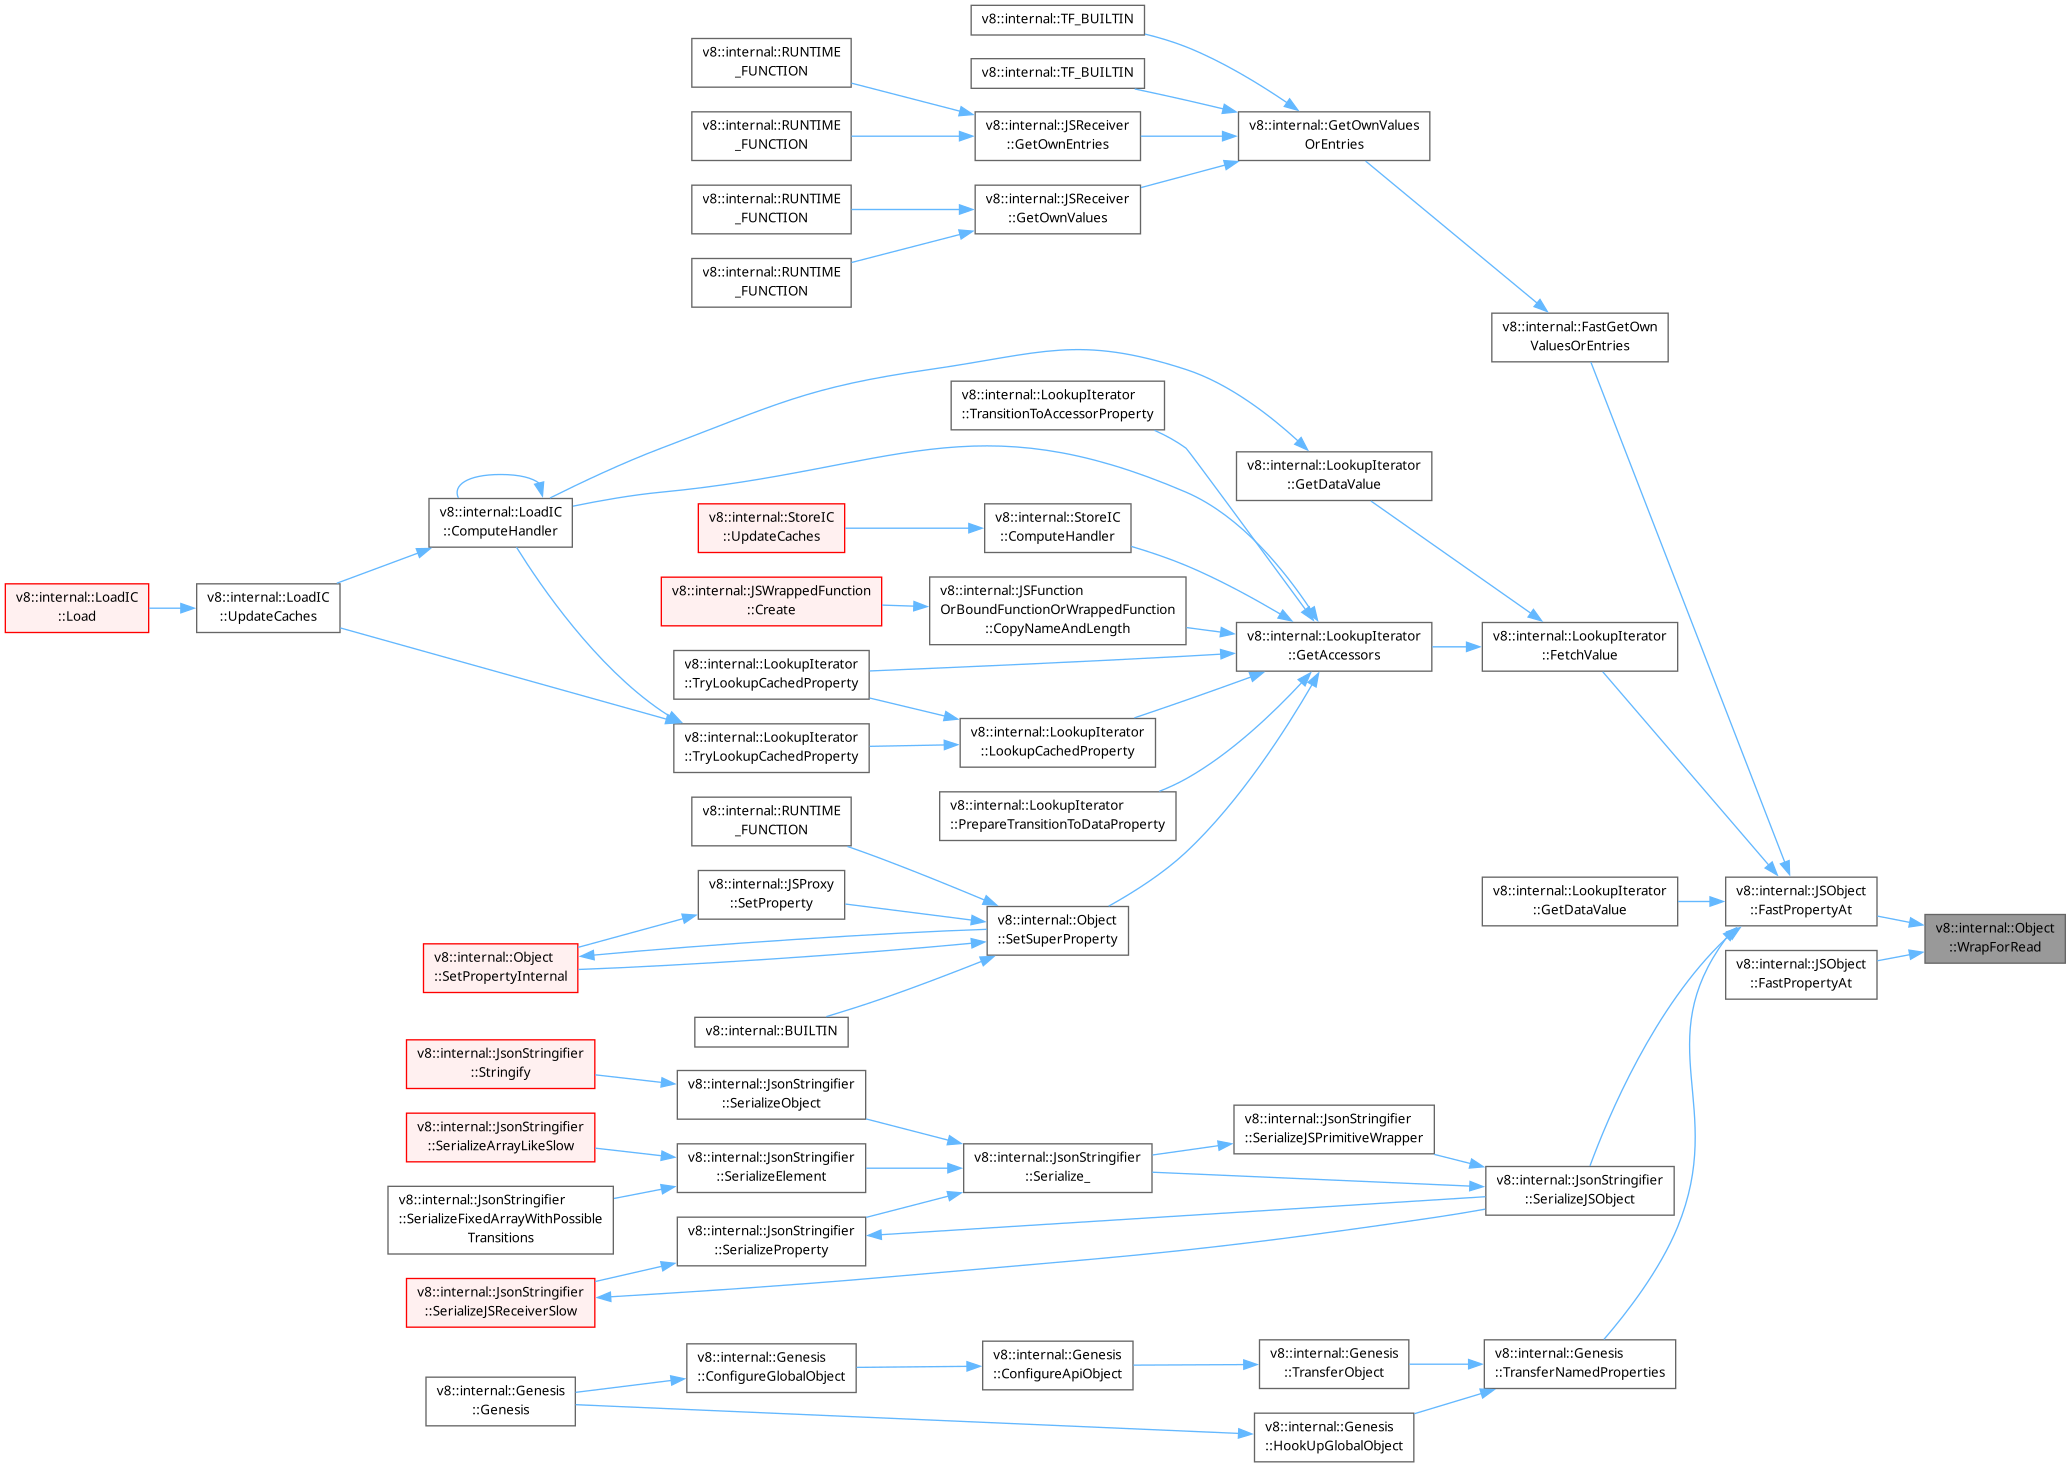 v8::internal::TF_BUILTIN
v8::internal::RUNTIME
_FUNCTION
v8::internal::TF_BUILTIN
v8::internal::RUNTIME
_FUNCTION
v8::internal::JSReceiver
::GetOwnEntries
v8::internal::GetOwnValues
OrEntries
v8::internal::RUNTIME
_FUNCTION
v8::internal::JSReceiver
::GetOwnValues
v8::internal::RUNTIME
_FUNCTION
v8::internal::FastGetOwn
ValuesOrEntries
v8::internal::LookupIterator
::TransitionToAccessorProperty
v8::internal::LookupIterator
::GetDataValue
v8::internal::LoadIC
::ComputeHandler
v8::internal::StoreIC
::UpdateCaches
v8::internal::StoreIC
::ComputeHandler
v8::internal::LoadIC
::Load
v8::internal::LoadIC
::UpdateCaches
v8::internal::JSWrappedFunction
::Create
v8::internal::JSFunction
OrBoundFunctionOrWrappedFunction
::CopyNameAndLength
v8::internal::LookupIterator
::GetAccessors
v8::internal::LookupIterator
::FetchValue
v8::internal::LookupIterator
::TryLookupCachedProperty
v8::internal::LookupIterator
::TryLookupCachedProperty
v8::internal::LookupIterator
::LookupCachedProperty
v8::internal::LookupIterator
::PrepareTransitionToDataProperty
v8::internal::RUNTIME
_FUNCTION
v8::internal::JSProxy
::SetProperty
v8::internal::LookupIterator
::GetDataValue
v8::internal::JSObject
::FastPropertyAt
v8::internal::Object
::WrapForRead
v8::internal::Object
::SetSuperProperty
v8::internal::Object
::SetPropertyInternal
v8::internal::JSObject
::FastPropertyAt
v8::internal::BUILTIN
v8::internal::JsonStringifier
::Stringify
v8::internal::JsonStringifier
::SerializeObject
v8::internal::JsonStringifier
::SerializeArrayLikeSlow
v8::internal::JsonStringifier
::SerializeElement
v8::internal::JsonStringifier
::Serialize_
v8::internal::JsonStringifier
::SerializeJSPrimitiveWrapper
v8::internal::JsonStringifier
::SerializeJSObject
v8::internal::JsonStringifier
::SerializeFixedArrayWithPossible
Transitions
v8::internal::JsonStringifier
::SerializeProperty
v8::internal::JsonStringifier
::SerializeJSReceiverSlow
v8::internal::Genesis
::ConfigureGlobalObject
v8::internal::Genesis
::ConfigureApiObject
v8::internal::Genesis
::TransferObject
v8::internal::Genesis
::TransferNamedProperties
v8::internal::Genesis
::Genesis
v8::internal::Genesis
::HookUpGlobalObject